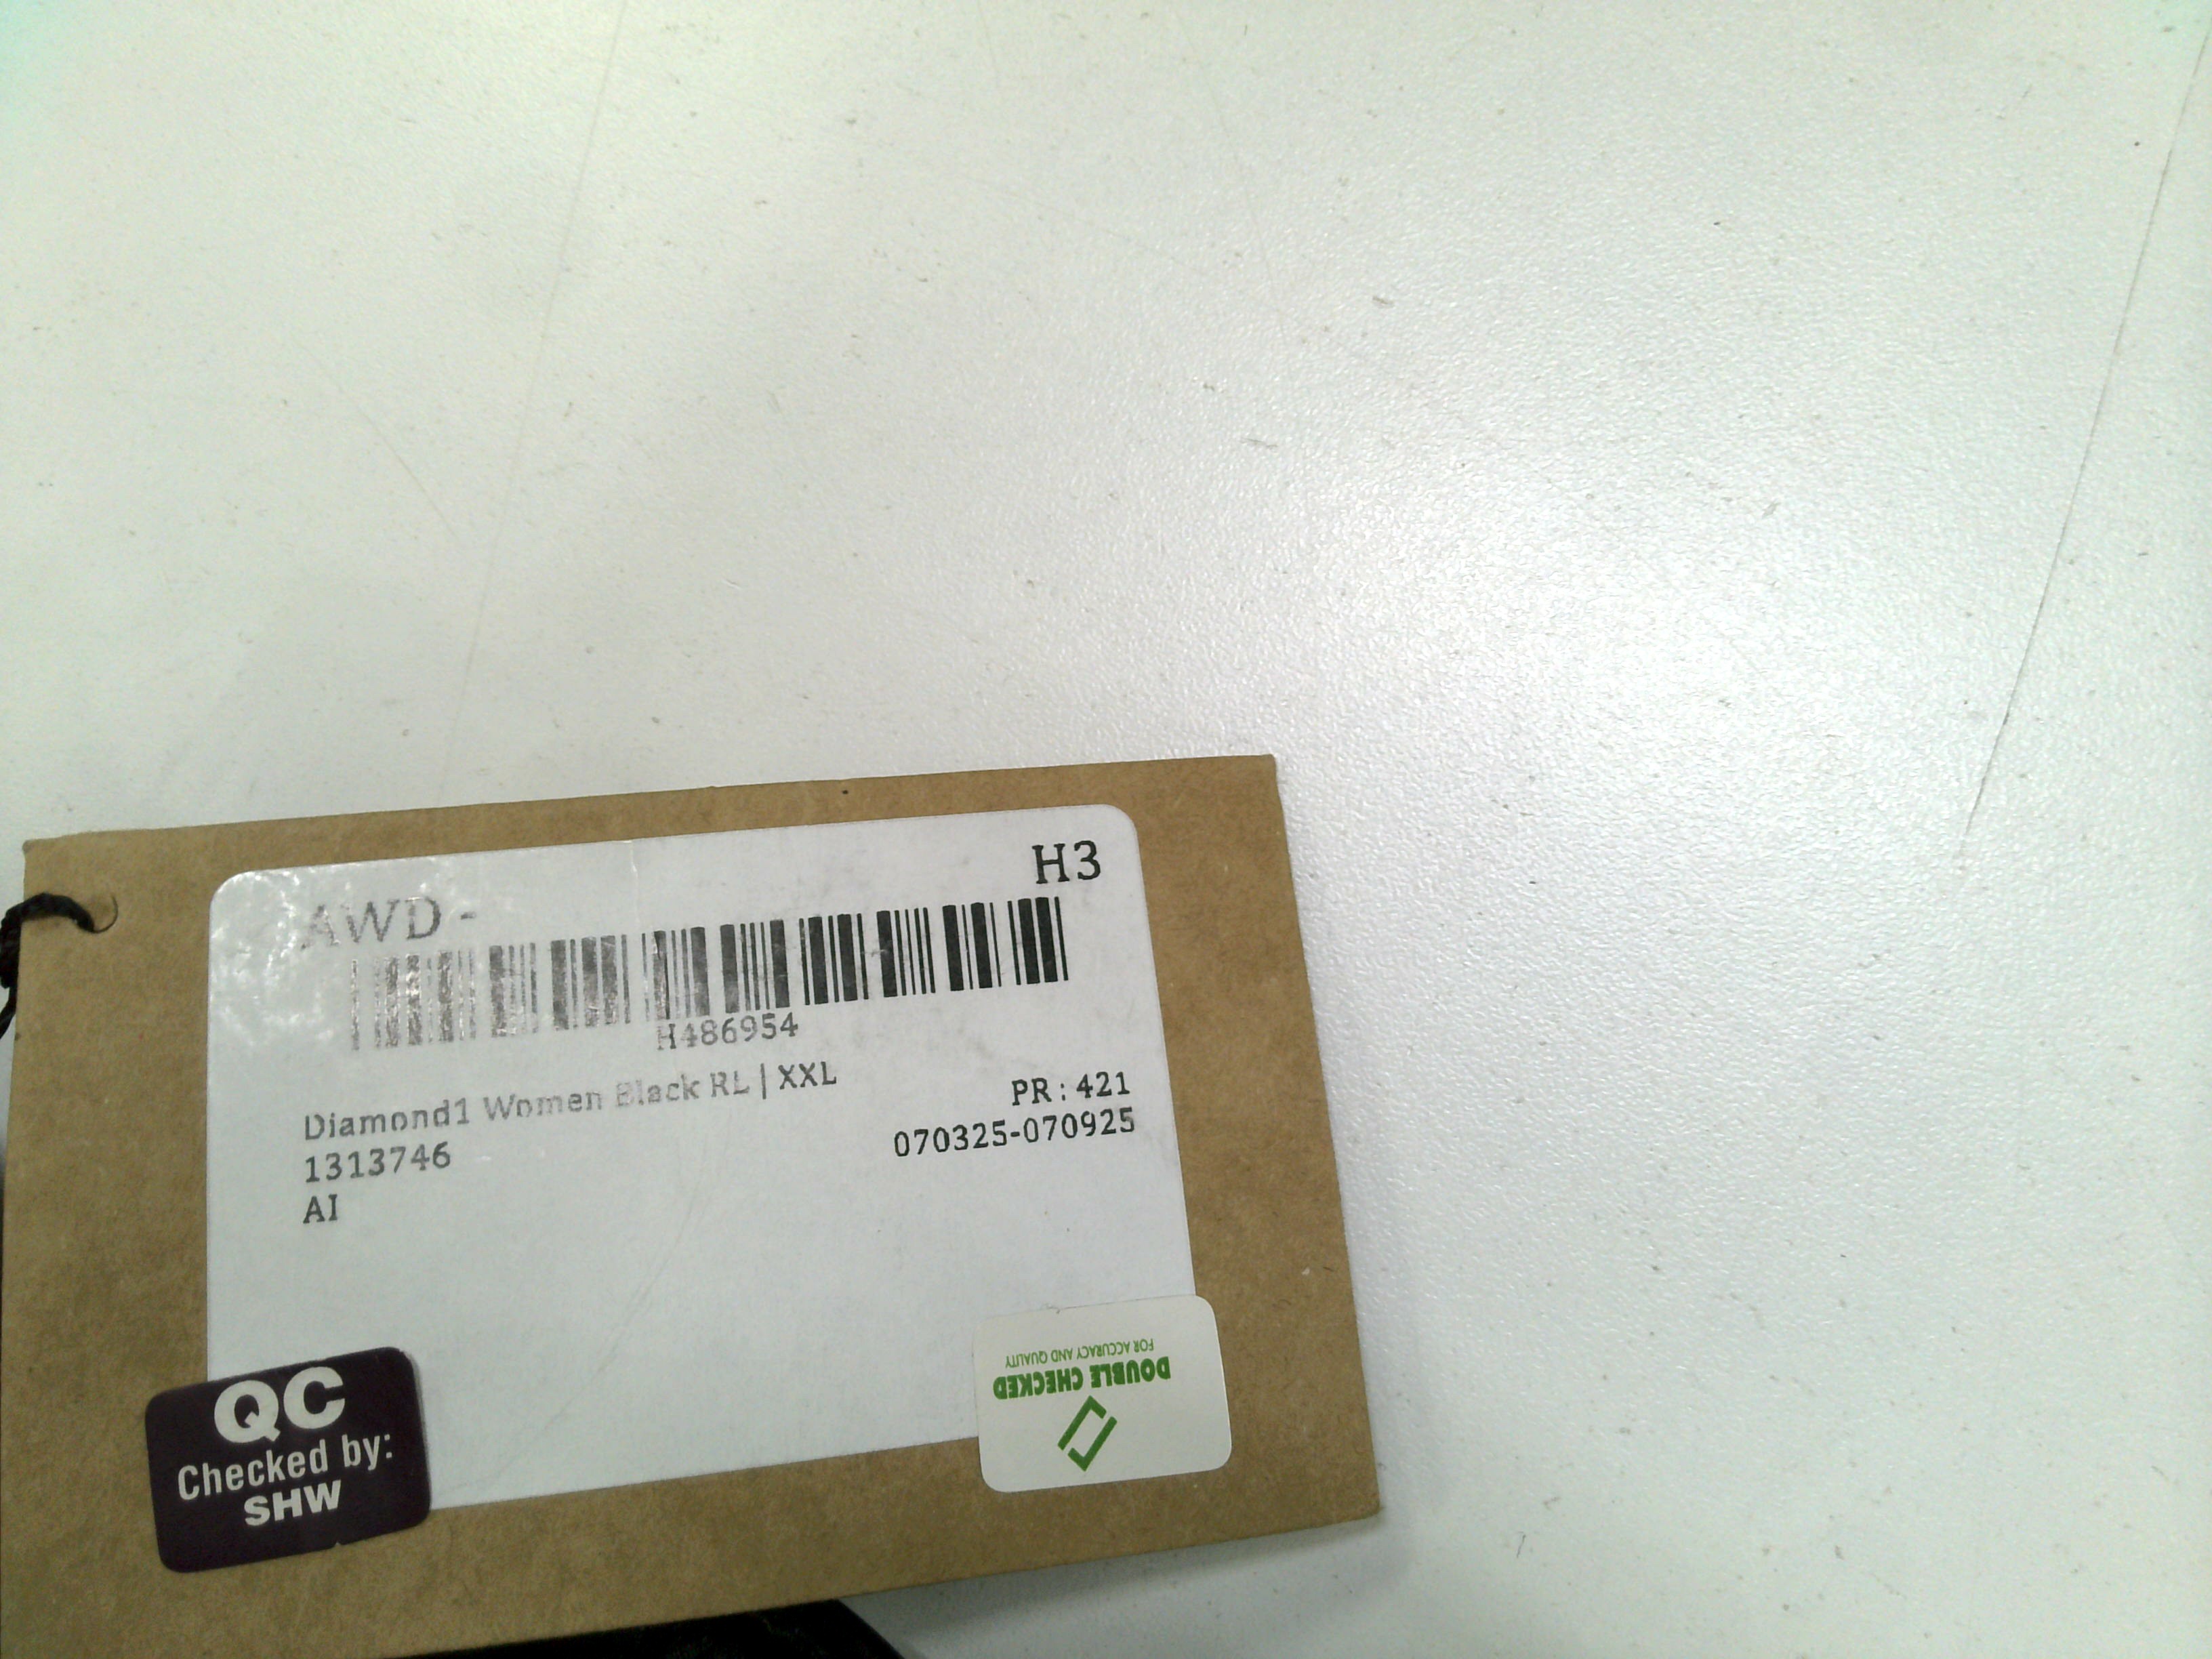 H3
AWD -
H486954
Diamond1 Women Black RL | XXL
PR : 421
1313746
070325-070925
AI
QC
Checked by:
SHW
DOUBLE CHECKED
FOR ACCURACY AND QUALITY